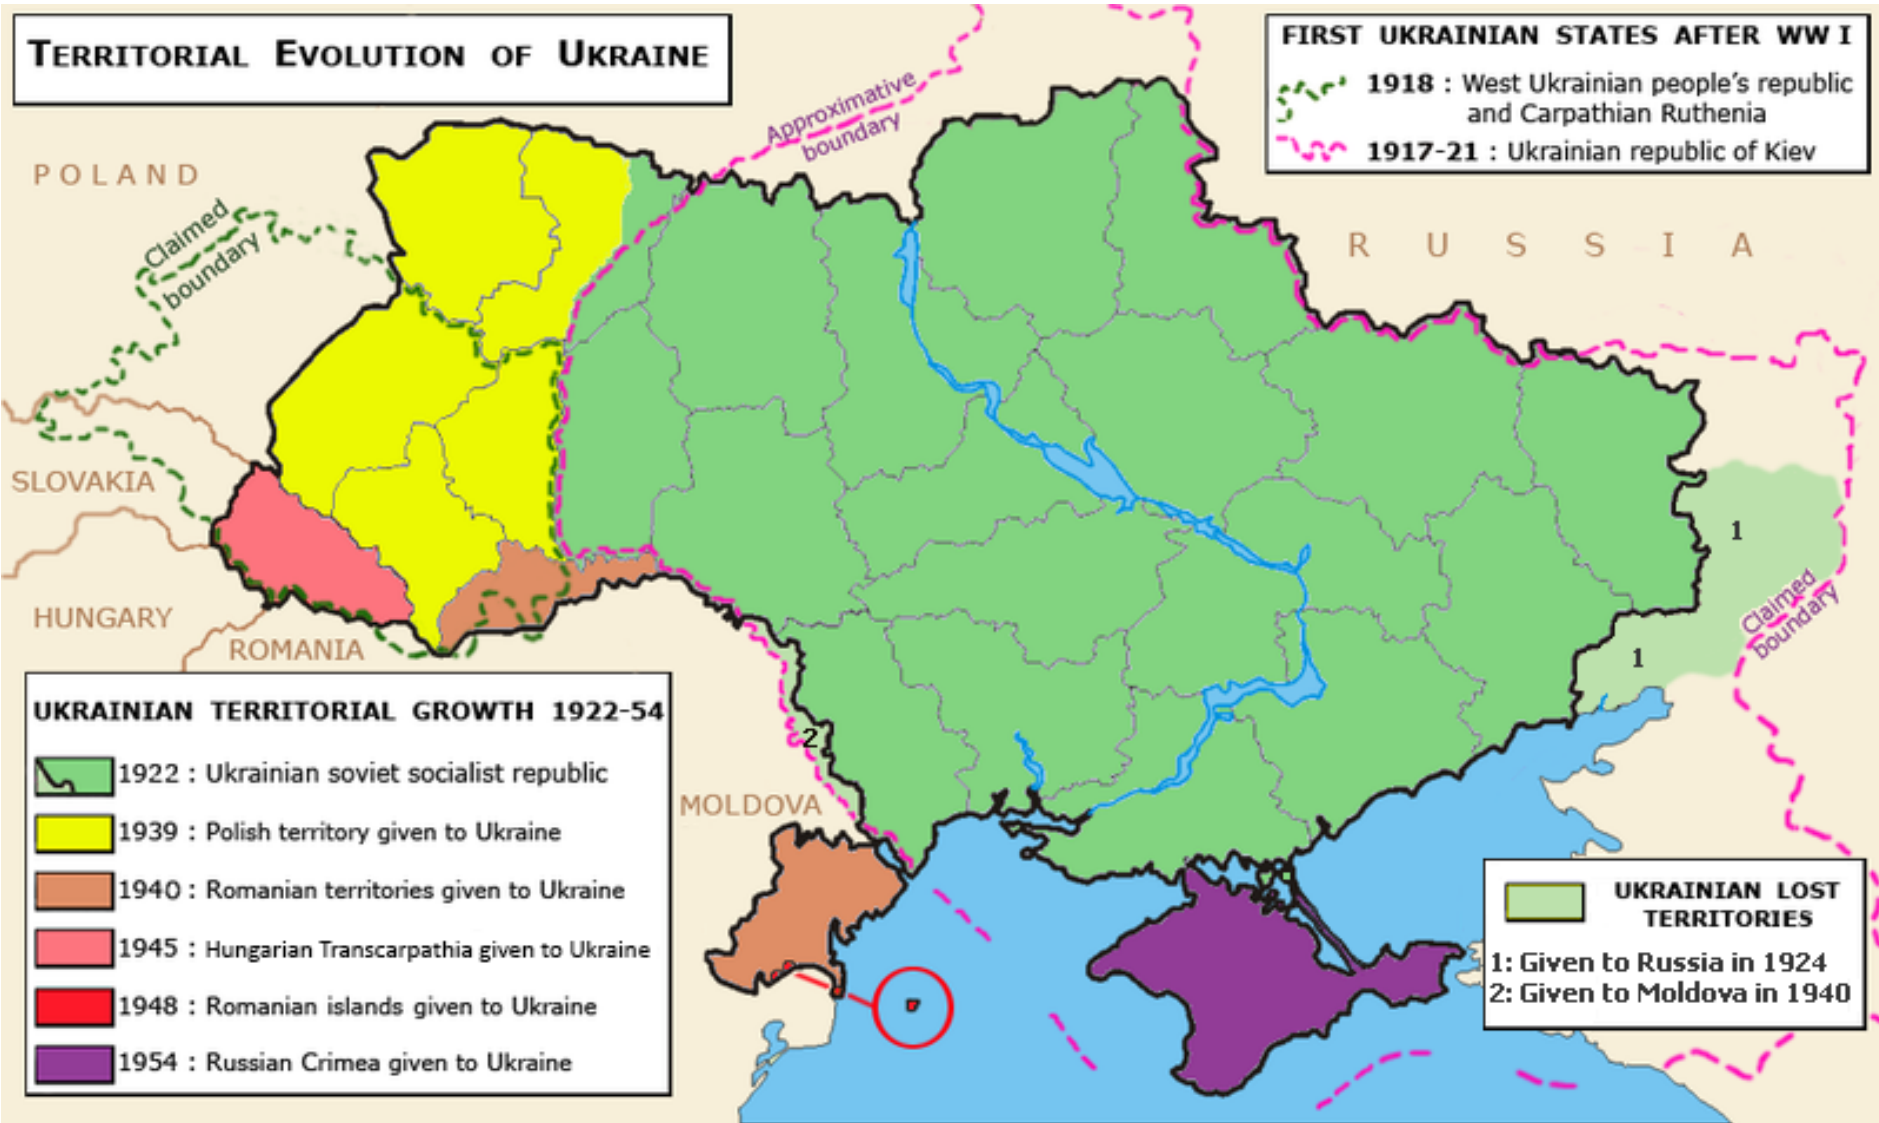 TERRITORIAL EVOLUTION OF UKRAINE
FIRST UKRAINIAN STATES AFTER WW I
1918 : West Ukrainian people's republic
and Carpathian Ruthenia
1917-21 : Ukrainian republic of Kiev
Approximative
boundary
POLAND
Claimed
boundary
RUSSIA
SLOVAKIA
HUNGARY
ROMANIA
MOLDOVA
1
1
2
Claimed
boundary
UKRAINIAN TERRITORIAL GROWTH 1922-54
1922 : Ukrainian soviet socialist republic
1939 : Polish territory given to Ukraine
1940 : Romanian territories given to Ukraine
1945 : Hungarian Transcarpathia given to Ukraine
1948 : Romanian islands given to Ukraine
1954 : Russian Crimea given to Ukraine
UKRAINIAN LOST
TERRITORIES
1: Given to Russia in 1924
2: Given to Moldova in 1940